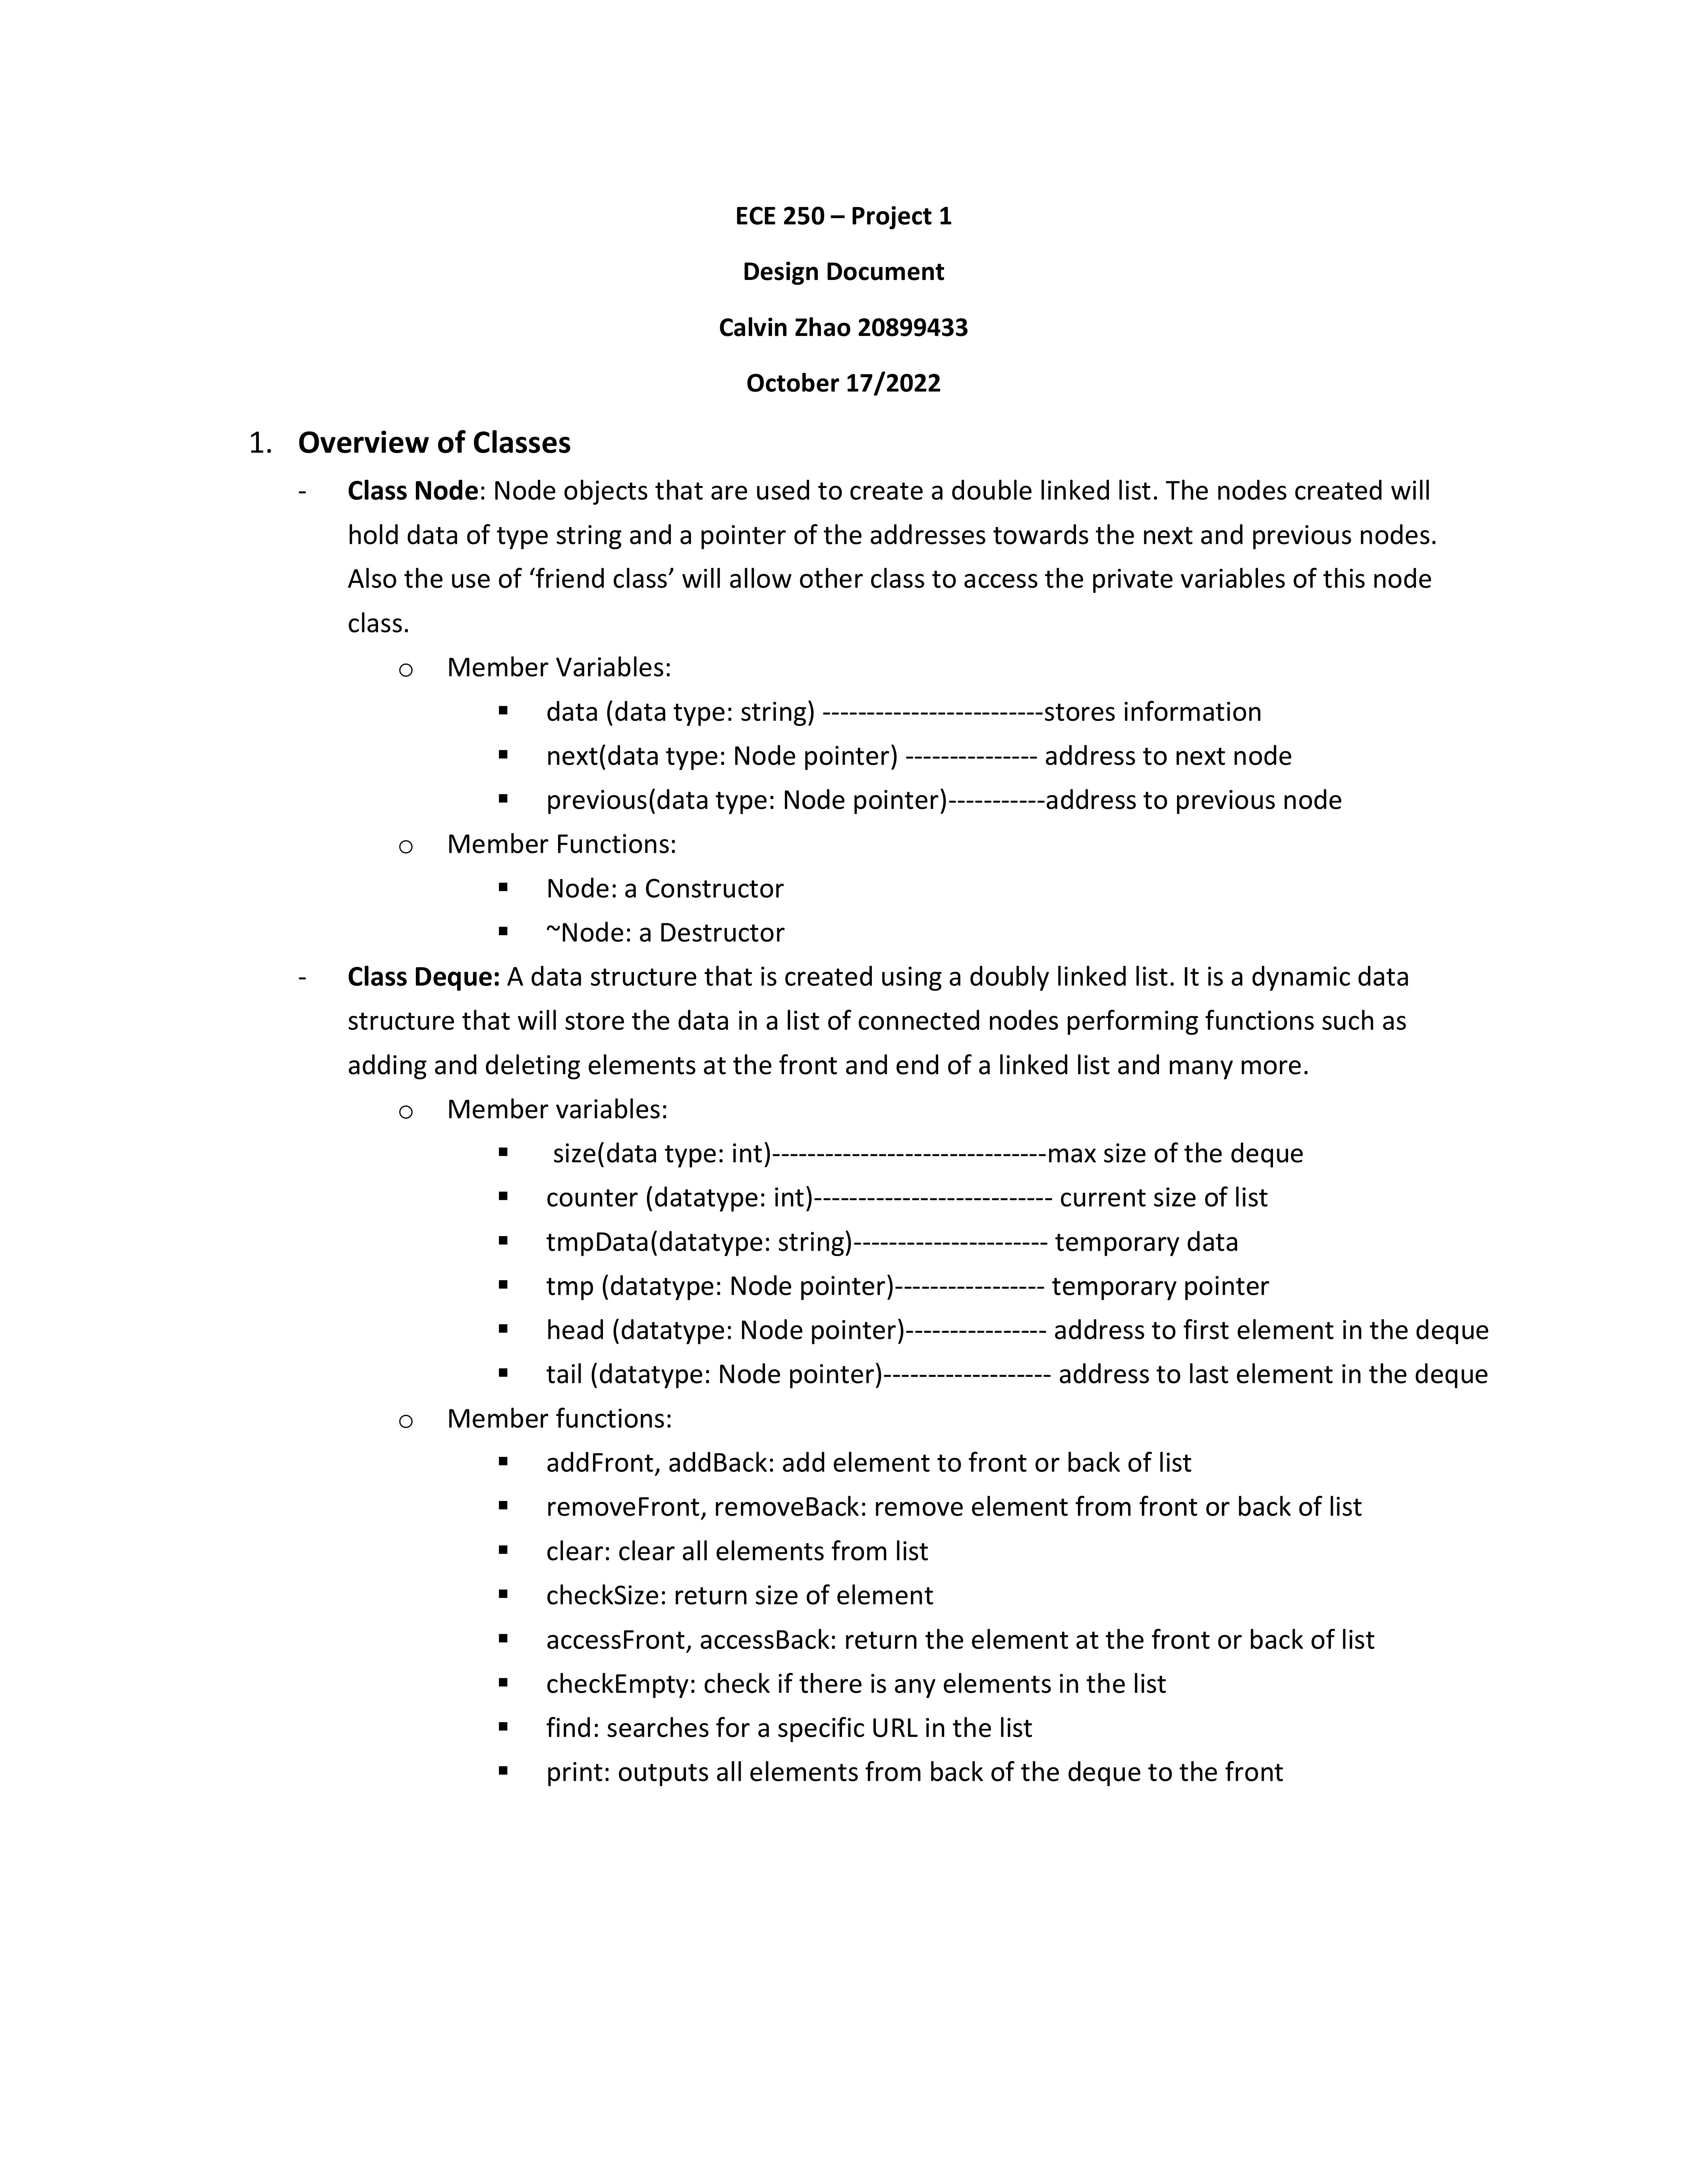 ECE 250 – Project 1
Design Document
Calvin Zhao 20899433
October 17/2022
1. Overview of Classes
- Class Node: Node objects that are used to create a double linked list. The nodes created will
hold data of type string and a pointer of the addresses towards the next and previous nodes.
Also the use of ‘friend class’ will allow other class to access the private variables of this node
class.
o Member Variables:
▪ data (data type: string) -------------------------stores information
▪ next(data type: Node pointer) --------------- address to next node
▪ previous(data type: Node pointer)-----------address to previous node
o Member Functions:
▪ Node: a Constructor
▪ ~Node: a Destructor
- Class Deque: A data structure that is created using a doubly linked list. It is a dynamic data
structure that will store the data in a list of connected nodes performing functions such as
adding and deleting elements at the front and end of a linked list and many more.
o Member variables:
▪ size(data type: int)-------------------------------max size of the deque
▪ counter (datatype: int)--------------------------- current size of list
▪ tmpData(datatype: string)---------------------- temporary data
▪ tmp (datatype: Node pointer)----------------- temporary pointer
▪ head (datatype: Node pointer)---------------- address to first element in the deque
▪ tail (datatype: Node pointer)------------------- address to last element in the deque
o Member functions:
▪ addFront, addBack: add element to front or back of list
▪ removeFront, removeBack: remove element from front or back of list
▪ clear: clear all elements from list
▪ checkSize: return size of element
▪ accessFront, accessBack: return the element at the front or back of list
▪ checkEmpty: check if there is any elements in the list
▪ find: searches for a specific URL in the list
▪ print: outputs all elements from back of the deque to the front